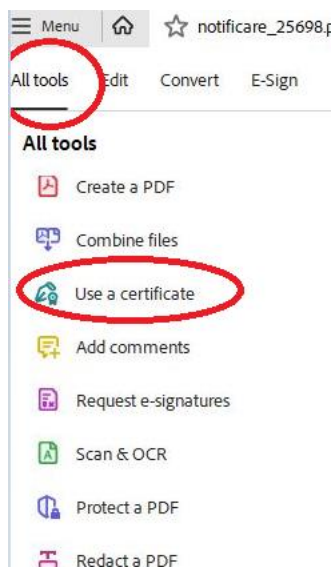 Menu notificare_25698.p
All tools Edit Convert E-Sign
All tools
Create a PDF
Combine files
Use a certificate
Add comments
Request e-signatures
Scan & OCR
Protect a PDF
Redact a PDF